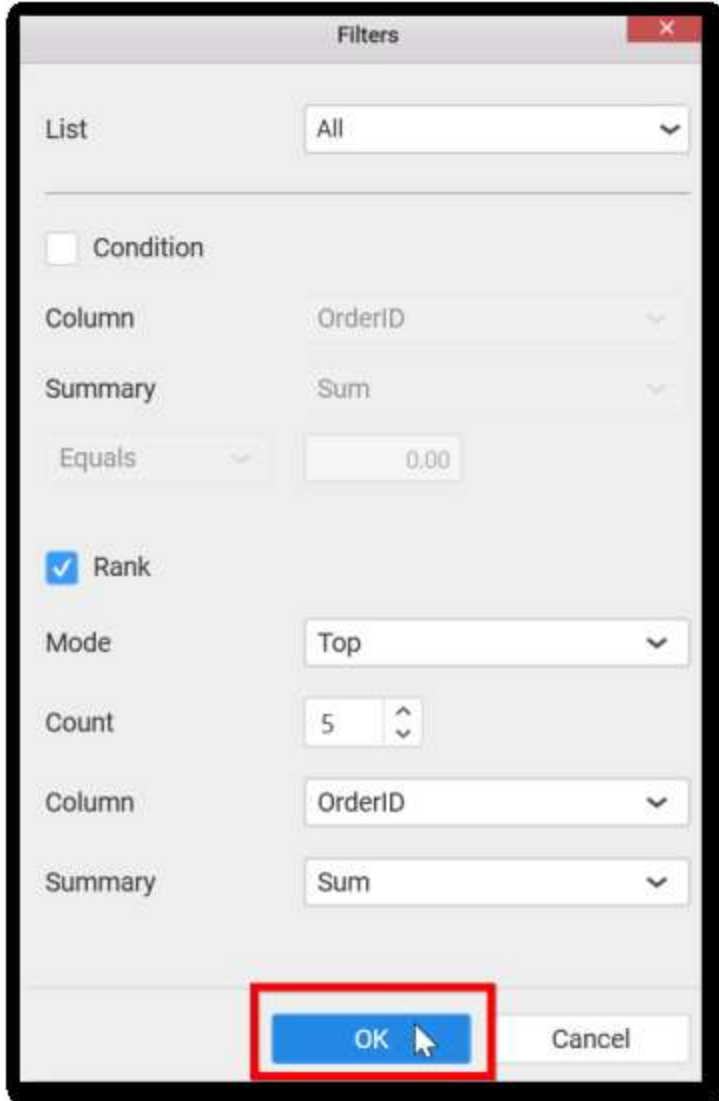 Filters
List All
Condition
Column OrderID
Summary Sum
Equals 0.00
Rank
Mode Top
Count 5
Column OrderID
Summary Sum
OK Cancel